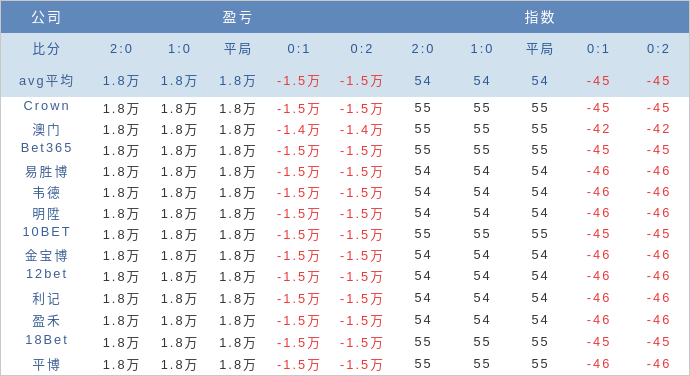 公司 盈亏 指数
比分 2:0 1:0 平局 0:1 0:2 2:0 1:0 平局 0:1 0:2
avg平均 1.8万 1.8万 1.8万 -1.5万 -1.5万 54 54 54 -45 -45
Crown 1.8万 1.8万 1.8万 -1.5万 -1.5万 55 55 55 -45 -45
澳门 1.8万 1.8万 1.8万 -1.4万 -1.4万 55 55 55 -42 -42
Bet365 1.8万 1.8万 1.8万 -1.5万 -1.5万 55 55 55 -45 -45
易胜博 1.8万 1.8万 1.8万 -1.5万 -1.5万 54 54 54 -46 -46
韦德 1.8万 1.8万 1.8万 -1.5万 -1.5万 54 54 54 -46 -46
明陞 1.8万 1.8万 1.8万 -1.5万 -1.5万 54 54 54 -46 -46
10BET 1.8万 1.8万 1.8万 -1.5万 -1.5万 55 55 55 -45 -45
金宝博 1.8万 1.8万 1.8万 -1.5万 -1.5万 54 54 54 -46 -46
12bet 1.8万 1.8万 1.8万 -1.5万 -1.5万 54 54 54 -46 -46
利记 1.8万 1.8万 1.8万 -1.5万 -1.5万 54 54 54 -46 -46
盈禾 1.8万 1.8万 1.8万 -1.5万 -1.5万 54 54 54 -46 -46
18Bet 1.8万 1.8万 1.8万 -1.5万 -1.5万 55 55 55 -45 -45
平博 1.8万 1.8万 1.8万 -1.5万 -1.5万 55 55 55 -46 -46